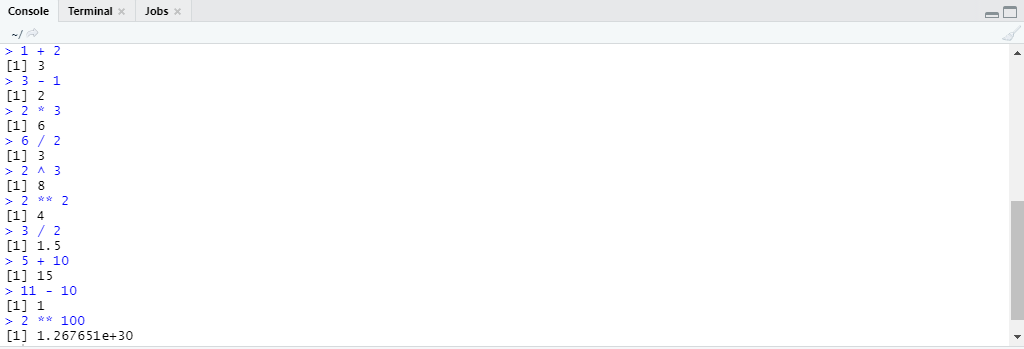 Console Terminal Jobs
~/
> 1 + 2
[1] 3
> 3 - 1
[1] 2
> 2 * 3
[1] 6
> 6 / 2
[1] 3
> 2 ^ 3
[1] 8
> 2 ** 2
[1] 4
> 3 / 2
[1] 1.5
> 5 + 10
[1] 15
> 11 - 10
[1] 1
> 2 ** 100
[1] 1.267651e+30